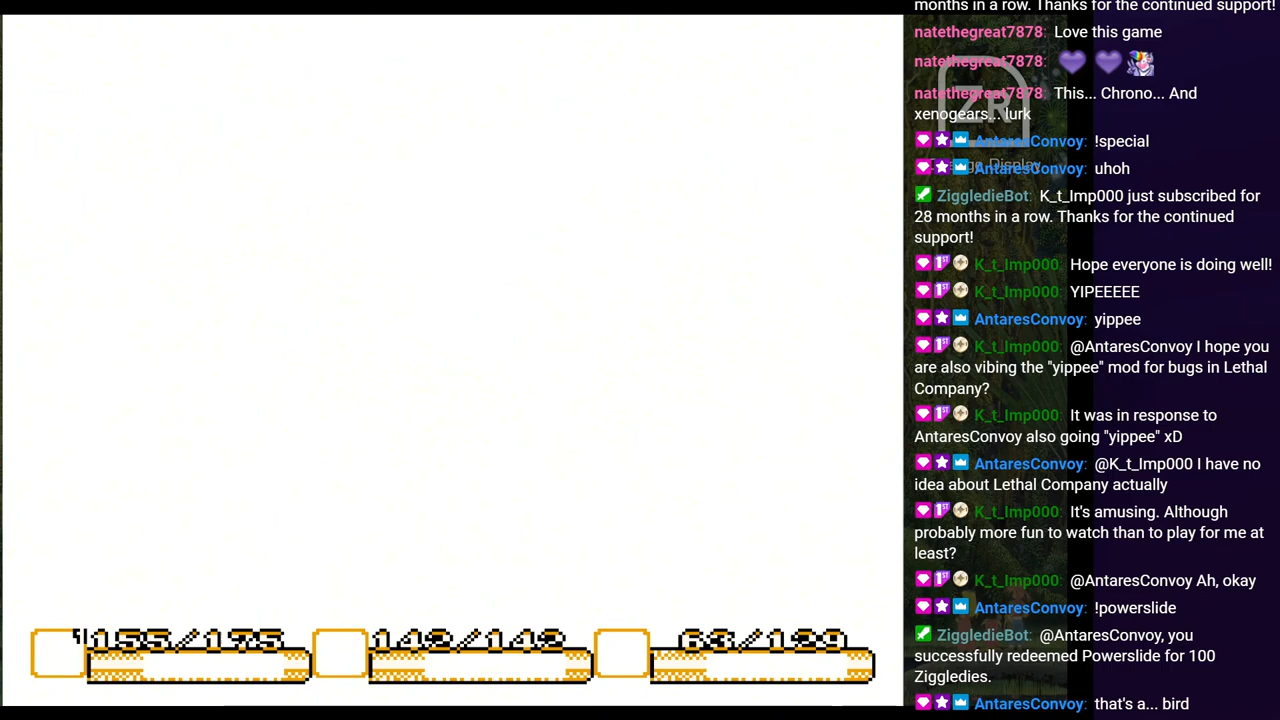 months in a row. Thanks for the continued support!
natethegreat7878: Love this game
natethegreat7878:
natethegreat7878: This... Chrono... And
xenogears... lurk
ZR
AntaresConvoy: !special
AntaresConvoy: uhoh
ZiggledieBot: K_t_Imp000 just subscribed for
28 months in a row. Thanks for the continued
support!
K_t_Imp000: Hope everyone is doing well!
K_t_Imp000: YIPEEEEE
AntaresConvoy: yippee
K_t_Imp000: @AntaresConvoy I hope you
are also vibing the "yippee" mod for bugs in Lethal
Company?
K_t_Imp000: It was in response to
AntaresConvoy also going "yippee" xD
AntaresConvoy: @K_t_Imp000 I have no
idea about Lethal Company actually
K_t_Imp000: It's amusing. Although
probably more fun to watch than to play for me at
least?
K_t_Imp000: @AntaresConvoy Ah, okay
AntaresConvoy: !powerslide
ZiggledieBot: @AntaresConvoy, you
successfully redeemed Powerslide for 100
Ziggledies.
AntaresConvoy: that's a... bird